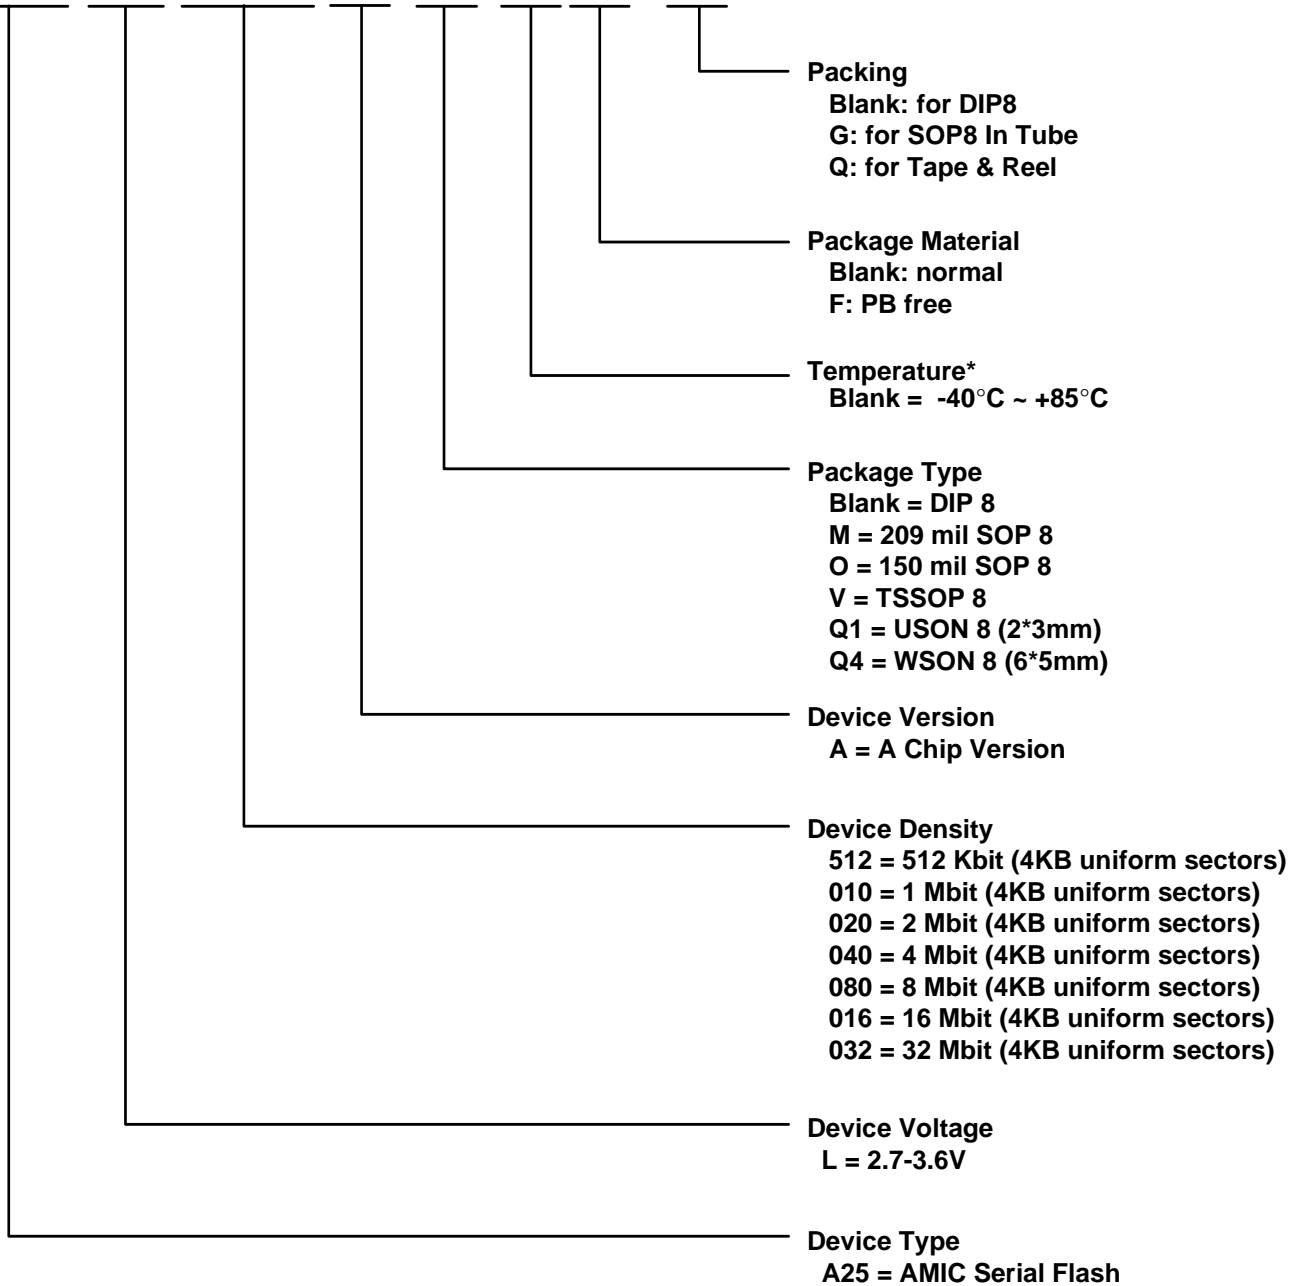 Packing
Blank: for DIP8
G: for SOP8 In Tube
Q: for Tape & Reel
Package Material
Blank: normal
F: PB free
Temperature*
Blank = -40°C ~ +85°C
Package Type
Blank = DIP 8
M = 209 mil SOP 8
O = 150 mil SOP 8
V = TSSOP 8
Q1 = USON 8 (2*3mm)
Q4 = WSON 8 (6*5mm)
Device Version
A = A Chip Version
Device Density
512 = 512 Kbit (4KB uniform sectors)
010 = 1 Mbit (4KB uniform sectors)
020 = 2 Mbit (4KB uniform sectors)
040 = 4 Mbit (4KB uniform sectors)
080 = 8 Mbit (4KB uniform sectors)
016 = 16 Mbit (4KB uniform sectors)
032 = 32 Mbit (4KB uniform sectors)
Device Voltage
L = 2.7-3.6V
Device Type
A25 = AMIC Serial Flash